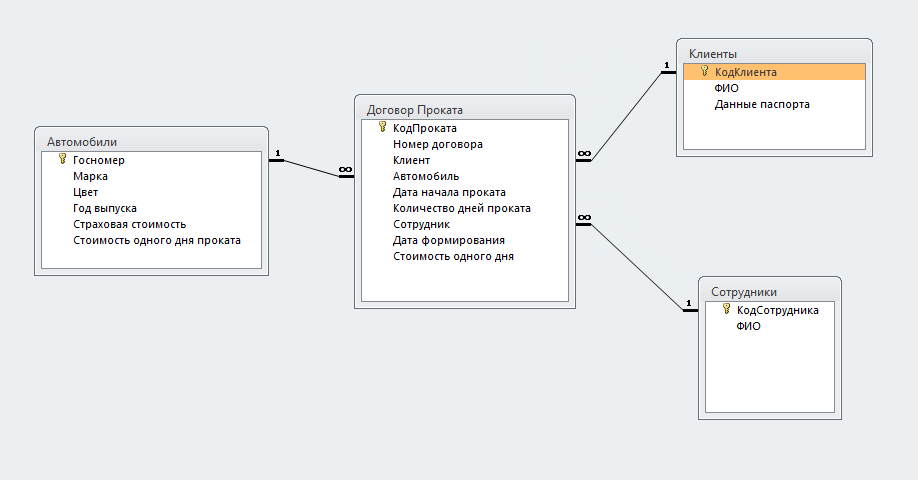 Автомобили
Госномер
Марка
Цвет
Год выпуска
Страховая стоимость
Стоимость одного дня проката
1
∞
Договор Проката
КодПроката
Номер договора
Клиент
Автомобиль
Дата начала проката
Количество дней проката
Сотрудник
Дата формирования
Стоимость одного дня
∞
1
Клиенты
КодКлиента
ФИО
Данные паспорта
∞
1
Сотрудники
КодСотрудника
ФИО